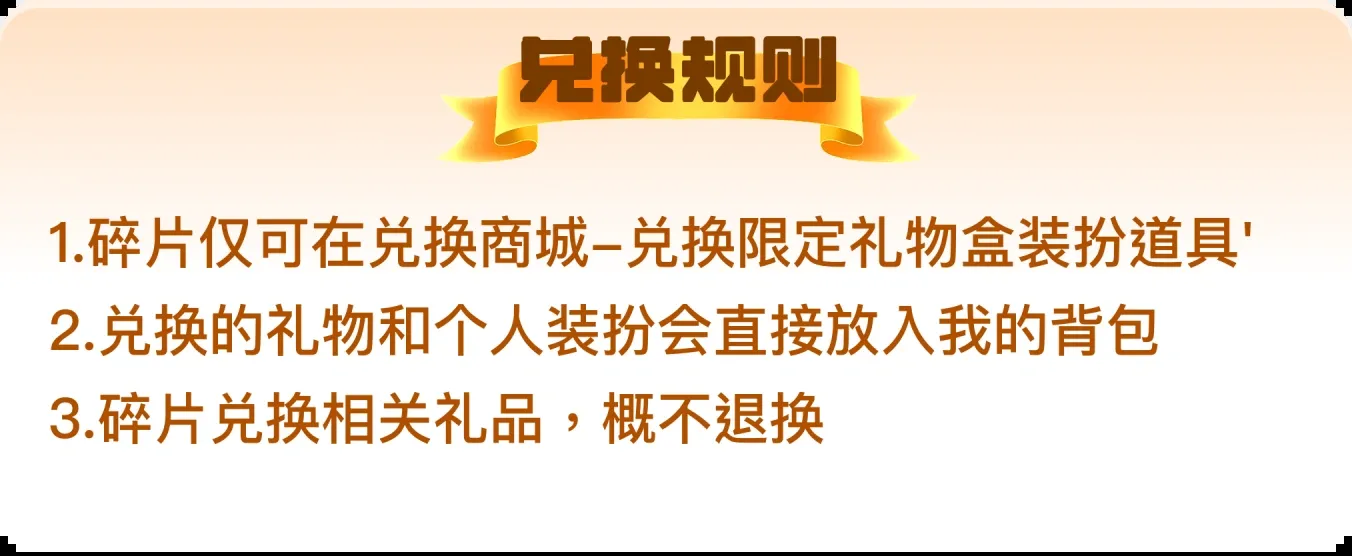 兑换规则
1.碎片仅可在兑换商城–兑换限定礼物盒装扮道具'
2.兑换的礼物和个人装扮会直接放入我的背包
3.碎片兑换相关礼品，概不退换